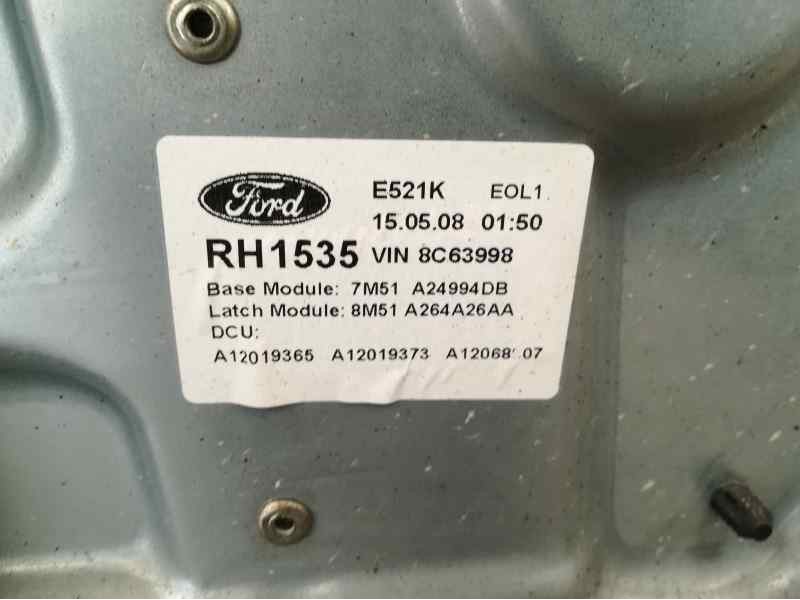 Ford
E521K EOL1
15.05.08 01:50
RH1535 VIN 8C63998
Base Module: 7M51 A24994DB
Latch Module: 8M51 A264A26AA
DCU:
A12019365 A12019373